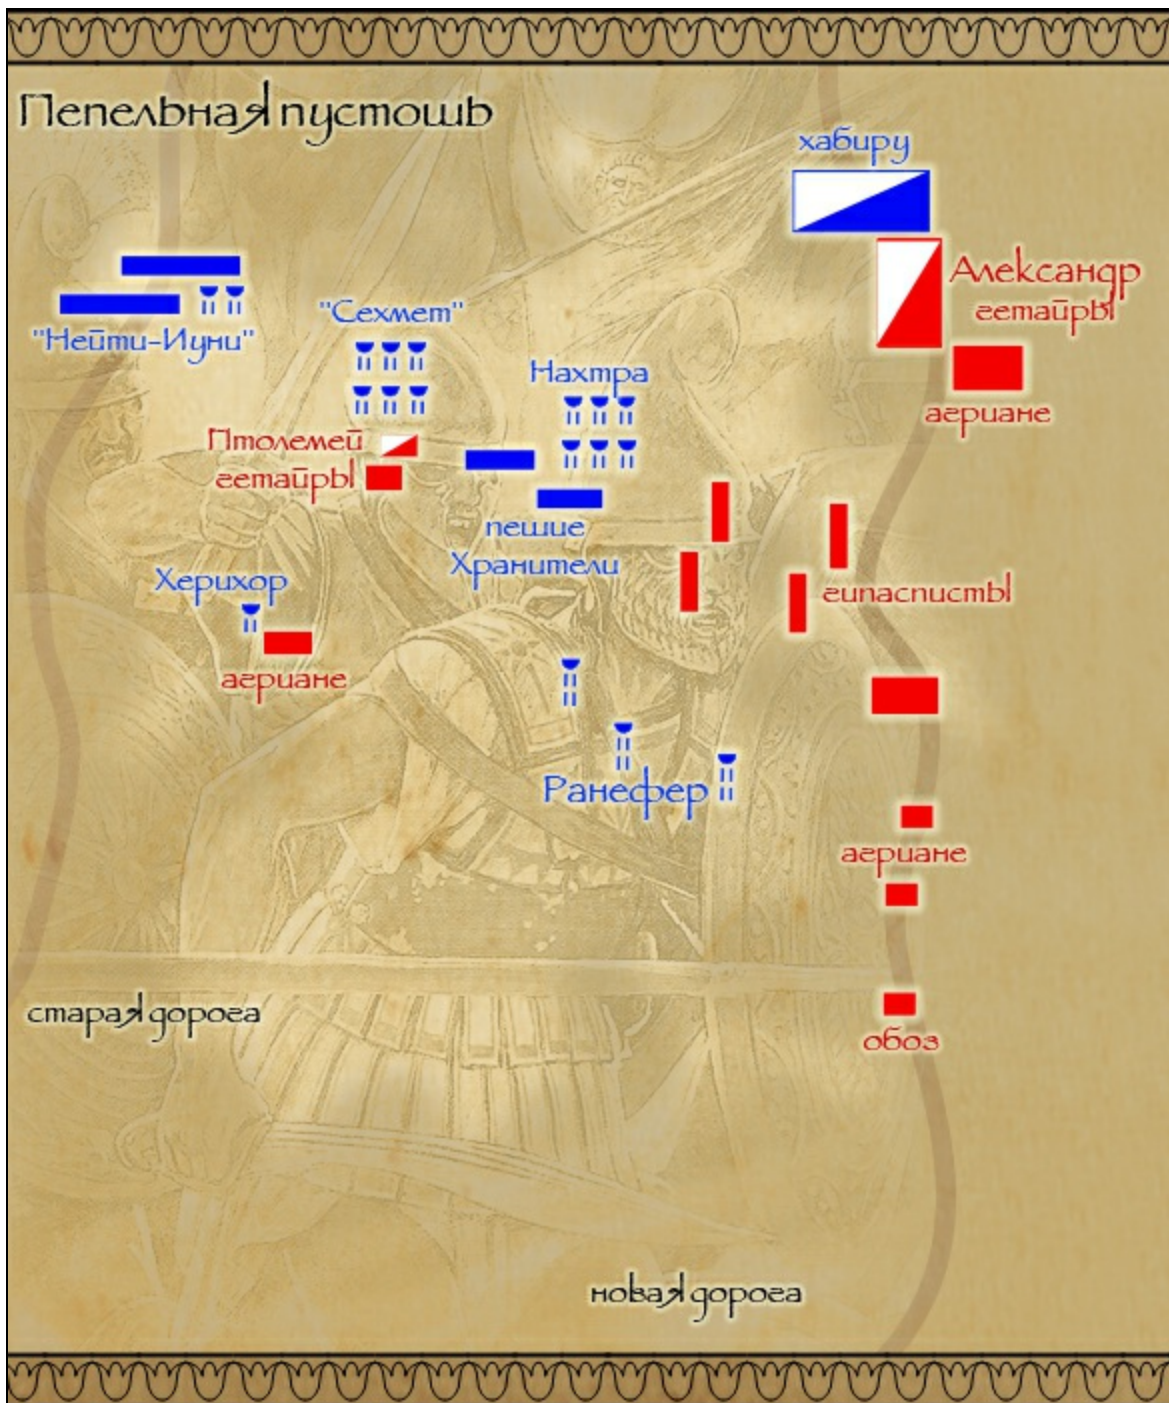 Пепельная пустошь
хабиру
Александр
гетайры
агриане
"Нейти-Иуни"
"Сехмет"
Нахтра
Птолемей
гетайры
пешие
Хранители
гипасписты
Херихор
агриане
Ранефер
агриане
старая дорога
обоз
новая дорога